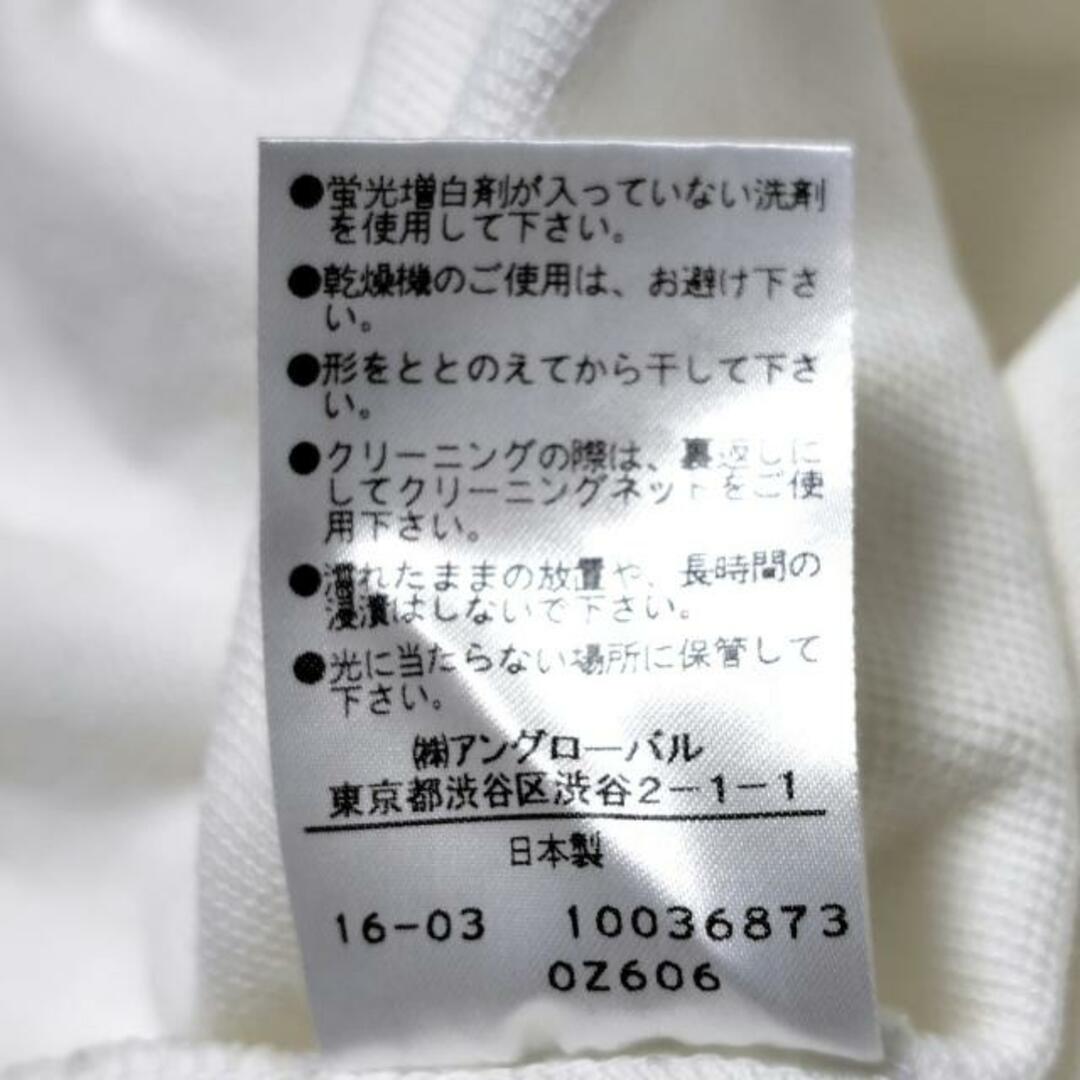 ●蛍光増白剤が入っていない洗剤
を使用して下さい。
●乾燥機のご使用は、お避け下さ
い。
●形をととのえてから干して下さ
い。
●クリーニングの際は、裏返しに
してクリーニングネットをご使
用下さい。
●濡れたままの放置や、長時間の
浸漬はしないで下さい。
●光に当たらない場所に保管して
下さい。
㈱アングローバル
東京都渋谷区渋谷2-1-1
日本製
16-03 10036873
0Z606